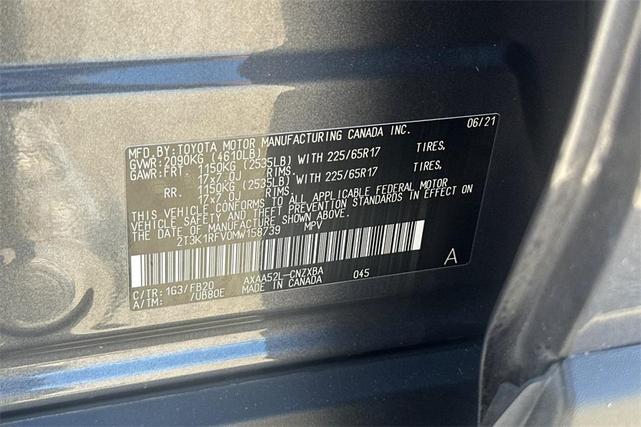 MFD. BY: TOYOTA MOTOR MANUFACTURING CANADA INC. 06/21
GVWR: 2090KG (4610LB)
GAWR: FRT. 1150KG (2535LB) WITH 225/65R17 TIRES,
17x7.0J RIMS.
RR. 1150KG (2535LB) WITH 225/65R17 TIRES,
17x7.0J RIMS.
THIS VEHICLE CONFORMS TO ALL APPLICABLE FEDERAL MOTOR
VEHICLE SAFETY AND THEFT PREVENTION STANDARDS IN EFFECT ON
THE DATE OF MANUFACTURE SHOWN ABOVE.
2T3K1RFV0MW158739 MPV
A
C/TR: 163/FB20 AXAA52L-CNZXBA 045
A/TM: /UB80E MADE IN CANADA